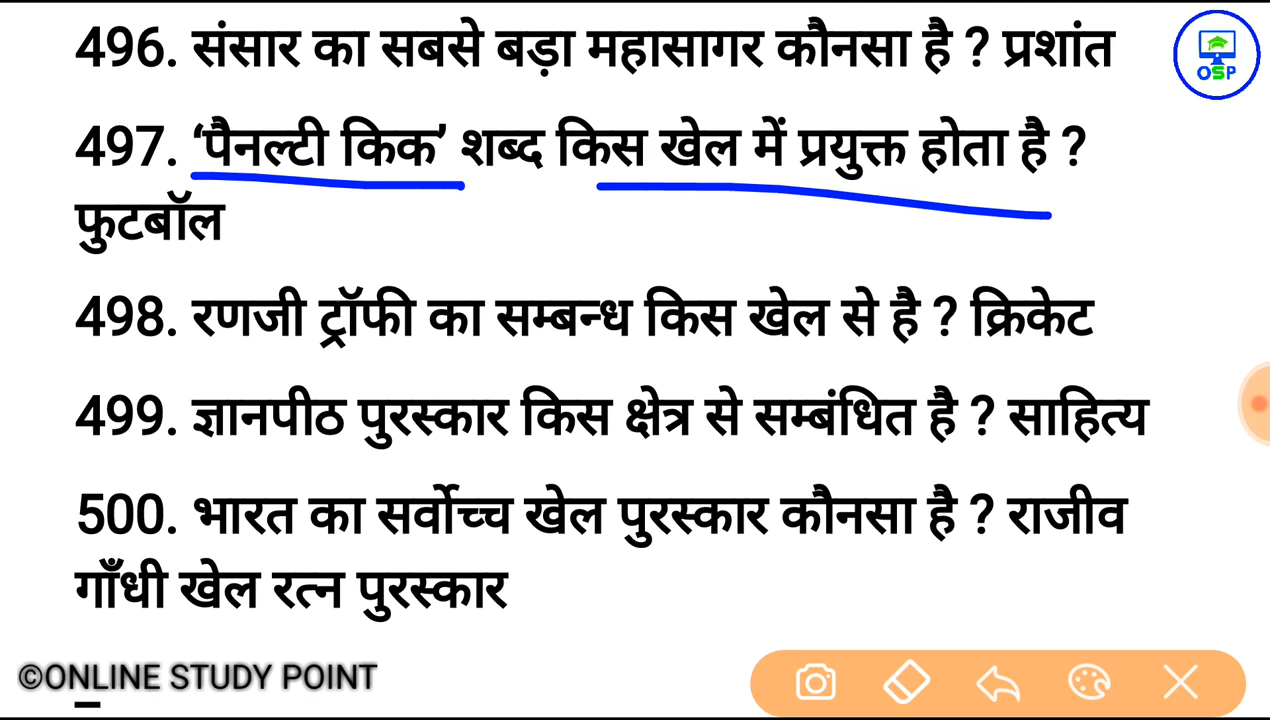 496. संसार का सबसे बड़ा महासागर कौनसा है ? प्रशांत
OSP
497. ‘पैनल्टी किक’ शब्द किस खेल में प्रयुक्त होता है ?
फुटबॉल
498. रणजी ट्रॉफी का सम्बन्ध किस खेल से है ? क्रिकेट
499. ज्ञानपीठ पुरस्कार किस क्षेत्र से सम्बंधित है ? साहित्य
500. भारत का सर्वोच्च खेल पुरस्कार कौनसा है ? राजीव
गाँधी खेल रत्न पुरस्कार
©ONLINE STUDY POINT